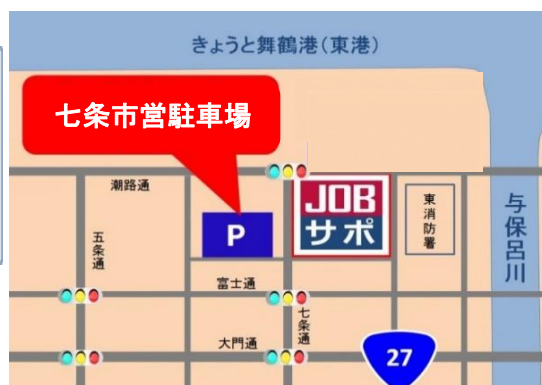 きょうと舞鶴港(東港)
七条市営駐車場
潮路通
JOB
サポ
東消防署
与保呂川
五条通
P
富士通
七条通
大門通
27